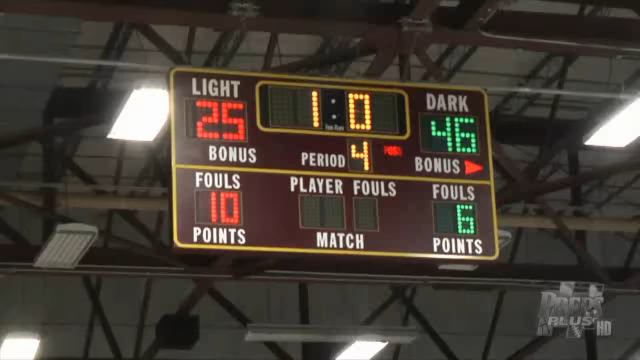 LIGHT
DARK
25
1:0
46
BONUS
PERIOD 4
BONUS
FOULS
PLAYER FOULS
FOULS
10
6
POINTS
MATCH
POINTS
PREPS
PLUS HD